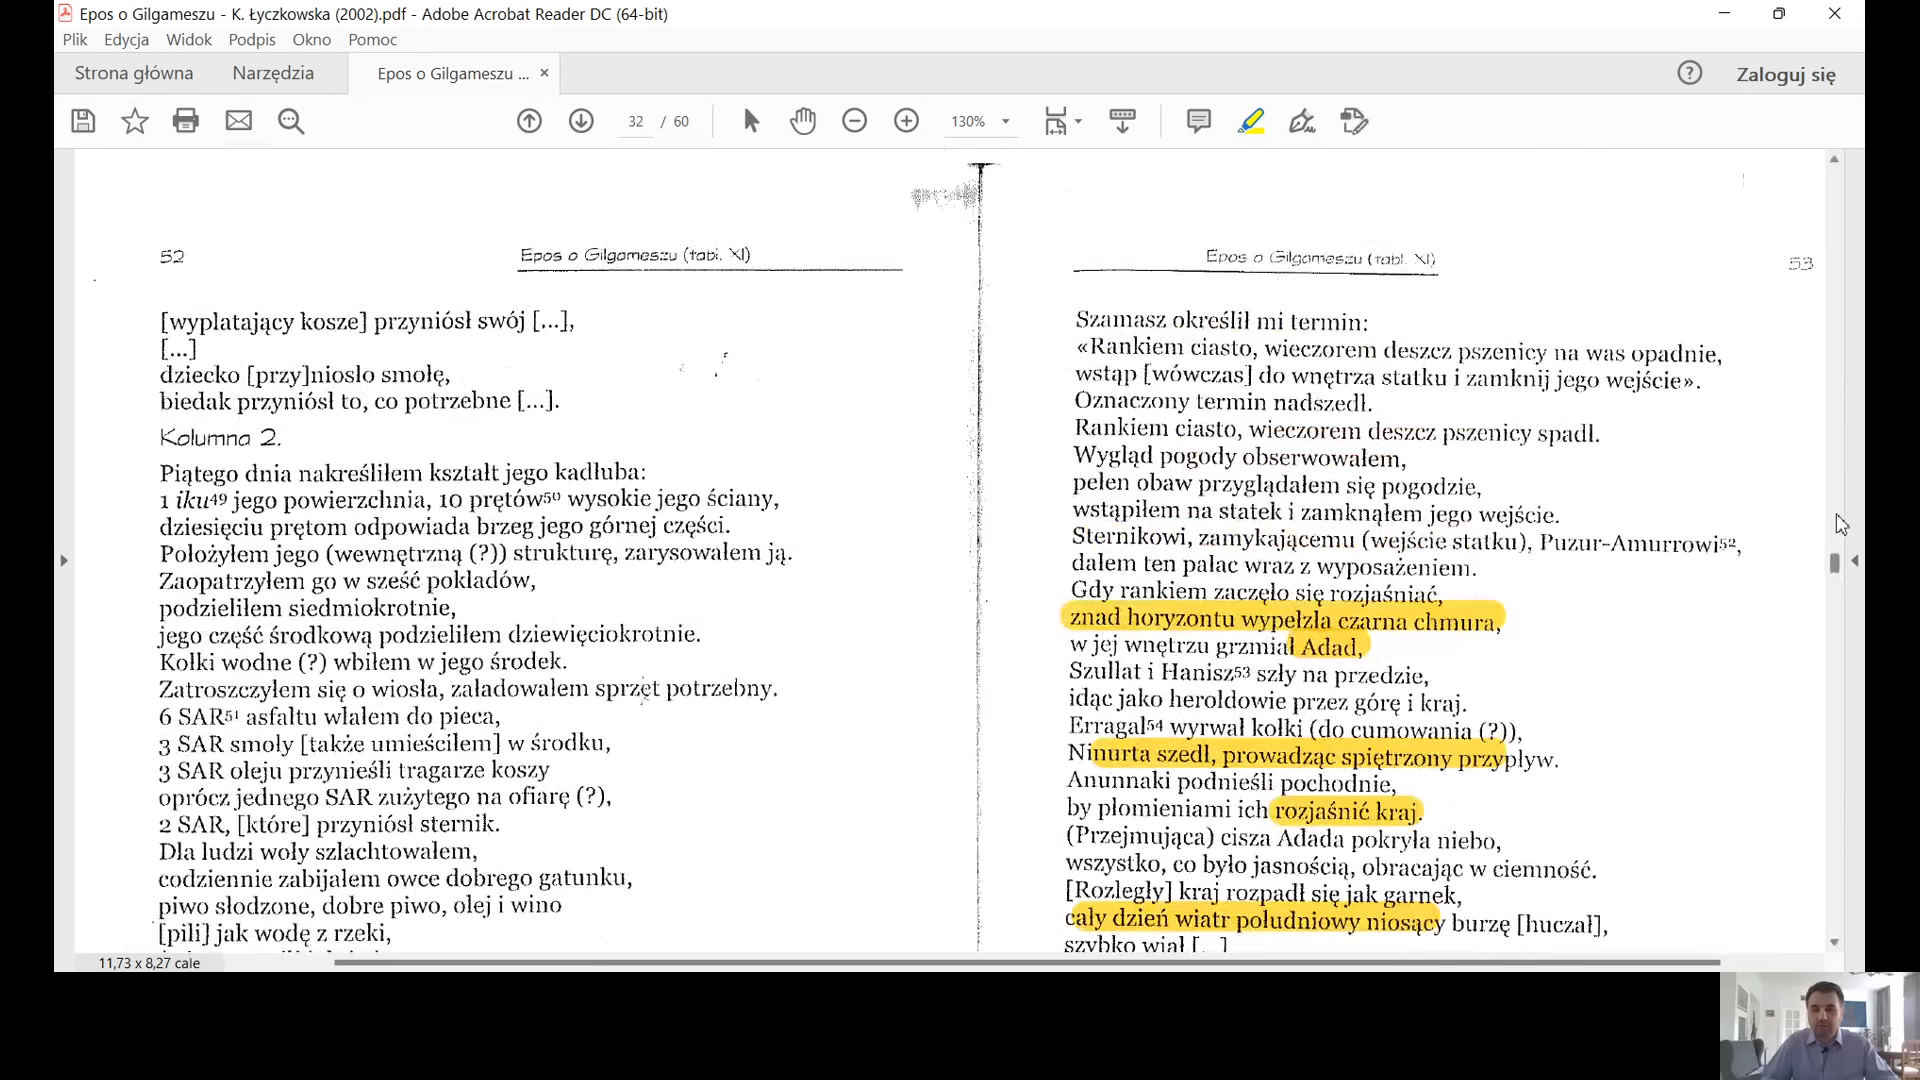 Epos o Gilgameszu - K. Łyczkowska (2002).pdf - Adobe Acrobat Reader DC (64-bit)
Plik Edycja Widok Podpis Okno Pomoc
Strona główna Narzędzia Epos o Gilgameszu ... × Zaloguj się
32 / 60 130%
52 Epos o Gilgameszu (tabl. XI)
[wyplatający kosze] przyniósł swój [...],
[...]
dziecko [przy]niosło smołę,
biedak przyniósł to, co potrzebne [...].
Kolumna 2.
Piątego dnia nakreśliłem kształt jego kadłuba:
1 iku49 jego powierzchnia, 10 prętów50 wysokie jego ściany,
dziesięciu prętom odpowiada brzeg jego górnej części.
Położyłem jego (wewnętrzną (?)) strukturę, zarysowałem ją.
Zaopatrzyłem go w sześć pokładów,
podzieliłem siedmiokrotnie,
jego część środkową podzieliłem dziewięciokrotnie.
Kołki wodne (?) wbiłem w jego środek.
Zatroszczyłem się o wiosła, załadowałem sprzęt potrzebny.
6 SAR51 asfaltu wlałem do pieca,
3 SAR smoły [także umieściłem] w środku,
3 SAR oleju przynieśli tragarze koszy
oprócz jednego SAR zużytego na ofiarę (?),
2 SAR, [które] przyniósł sternik.
Dla ludzi woły szlachtowałem,
codziennie zabijałem owce dobrego gatunku,
piwo słodzone, dobre piwo, olej i wino
[pili] jak wodę z rzeki,
Epos o Gilgameszu (tabl. XI) 53
Szamasz określił mi termin:
«Rankiem ciasto, wieczorem deszcz pszenicy na was opadnie,
wstąp [wówczas] do wnętrza statku i zamknij jego wejście».
Oznaczony termin nadszedł.
Rankiem ciasto, wieczorem deszcz pszenicy spadł.
Wygląd pogody obserwowałem,
pełen obaw przyglądałem się pogodzie,
wstąpiłem na statek i zamknąłem jego wejście.
Sternikowi, zamykającemu (wejście statku), Puzur-Amurrowi52,
dałem ten pałac wraz z wyposażeniem.
Gdy rankiem zaczęło się rozjaśniać,
znad horyzontu wypełzła czarna chmura,
w jej wnętrzu grzmiał Adad,
Szullat i Hanisz53 szły na przedzie,
idąc jako heroldowie przez górę i kraj.
Erragal54 wyrwał kołki (do cumowania (?)),
Ninurta szedł, prowadząc spiętrzony przypływ.
Anunnaki podnieśli pochodnie,
by płomieniami ich rozjaśnić kraj.
(Przejmująca) cisza Adada pokryła niebo,
wszystko, co było jasnością, obracając w ciemność.
[Rozległy] kraj rozpadł się jak garnek,
cały dzień wiatr południowy niosący burzę [huczał],
szybko wiał [...]
11,73 x 8,27 cale